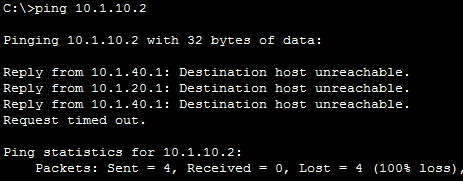 C:\>ping 10.1.10.2
Pinging 10.1.10.2 with 32 bytes of data:
Reply from 10.1.40.1: Destination host unreachable.
Reply from 10.1.20.1: Destination host unreachable.
Reply from 10.1.40.1: Destination host unreachable.
Request timed out.
Ping statistics for 10.1.10.2:
Packets: Sent = 4, Received = 0, Lost = 4 (100% loss),